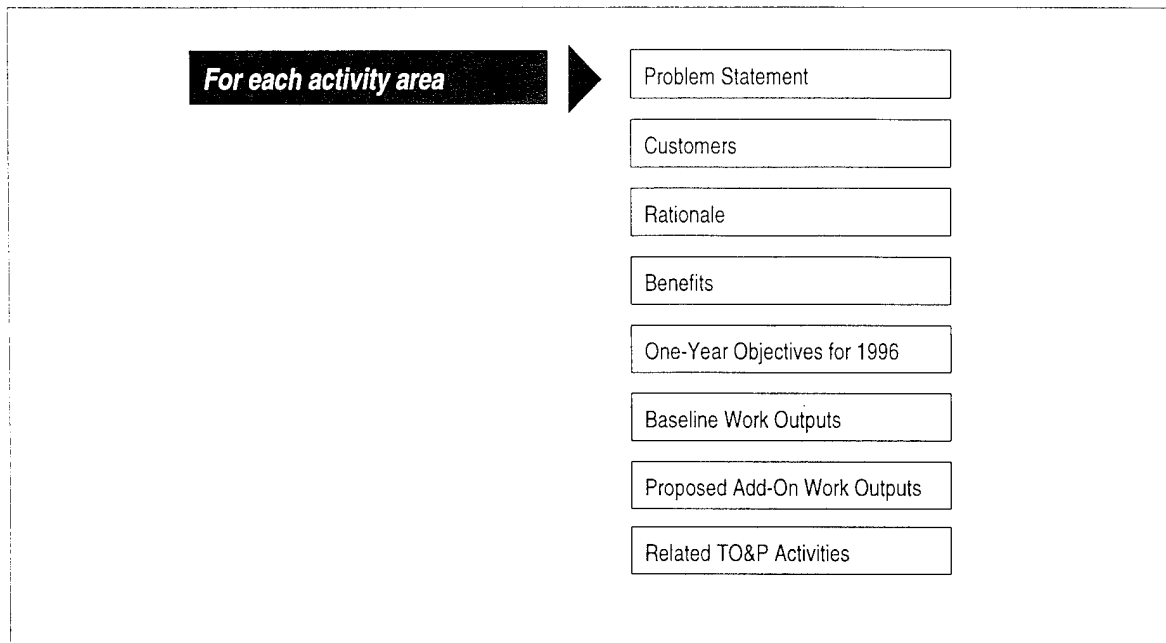 For each activity area
Problem Statement
Customers
Rationale
Benefits
One-Year Objectives for 1996
Baseline Work Outputs
Proposed Add-On Work Outputs
Related TO&P Activities